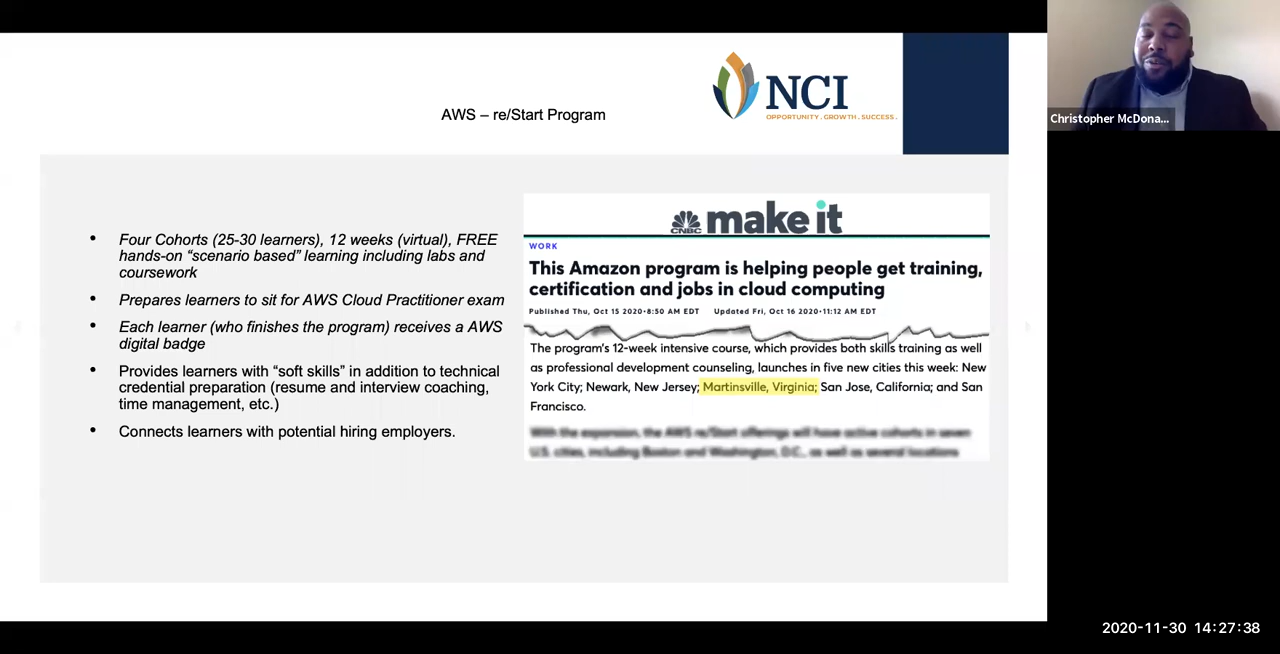 AWS – re/Start Program
NCI
OPPORTUNITY. GROWTH. SUCCESS.
• Four Cohorts (25-30 learners), 12 weeks (virtual), FREE
hands-on “scenario based” learning including labs and
coursework
• Prepares learners to sit for AWS Cloud Practitioner exam
• Each learner (who finishes the program) receives a AWS
digital badge
• Provides learners with “soft skills” in addition to technical
credential preparation (resume and interview coaching,
time management, etc.)
• Connects learners with potential hiring employers.
CNBC make it
WORK
This Amazon program is helping people get training,
certification and jobs in cloud computing
Published Thu, Oct 15 2020•8:50 AM EDT Updated Fri, Oct 16 2020•11:12 AM EDT
The program's 12-week intensive course, which provides both skills training as well
as professional development counseling, launches in five new cities this week: New
York City; Newark, New Jersey; Martinsville, Virginia; San Jose, California; and San
Francisco.
With the expansion, the AWS re/Start offerings will have active cohorts in seven
U.S. cities, including Boston and Washington, D.C., as well as several locations
Christopher McDona...
2020-11-30 14:27:38